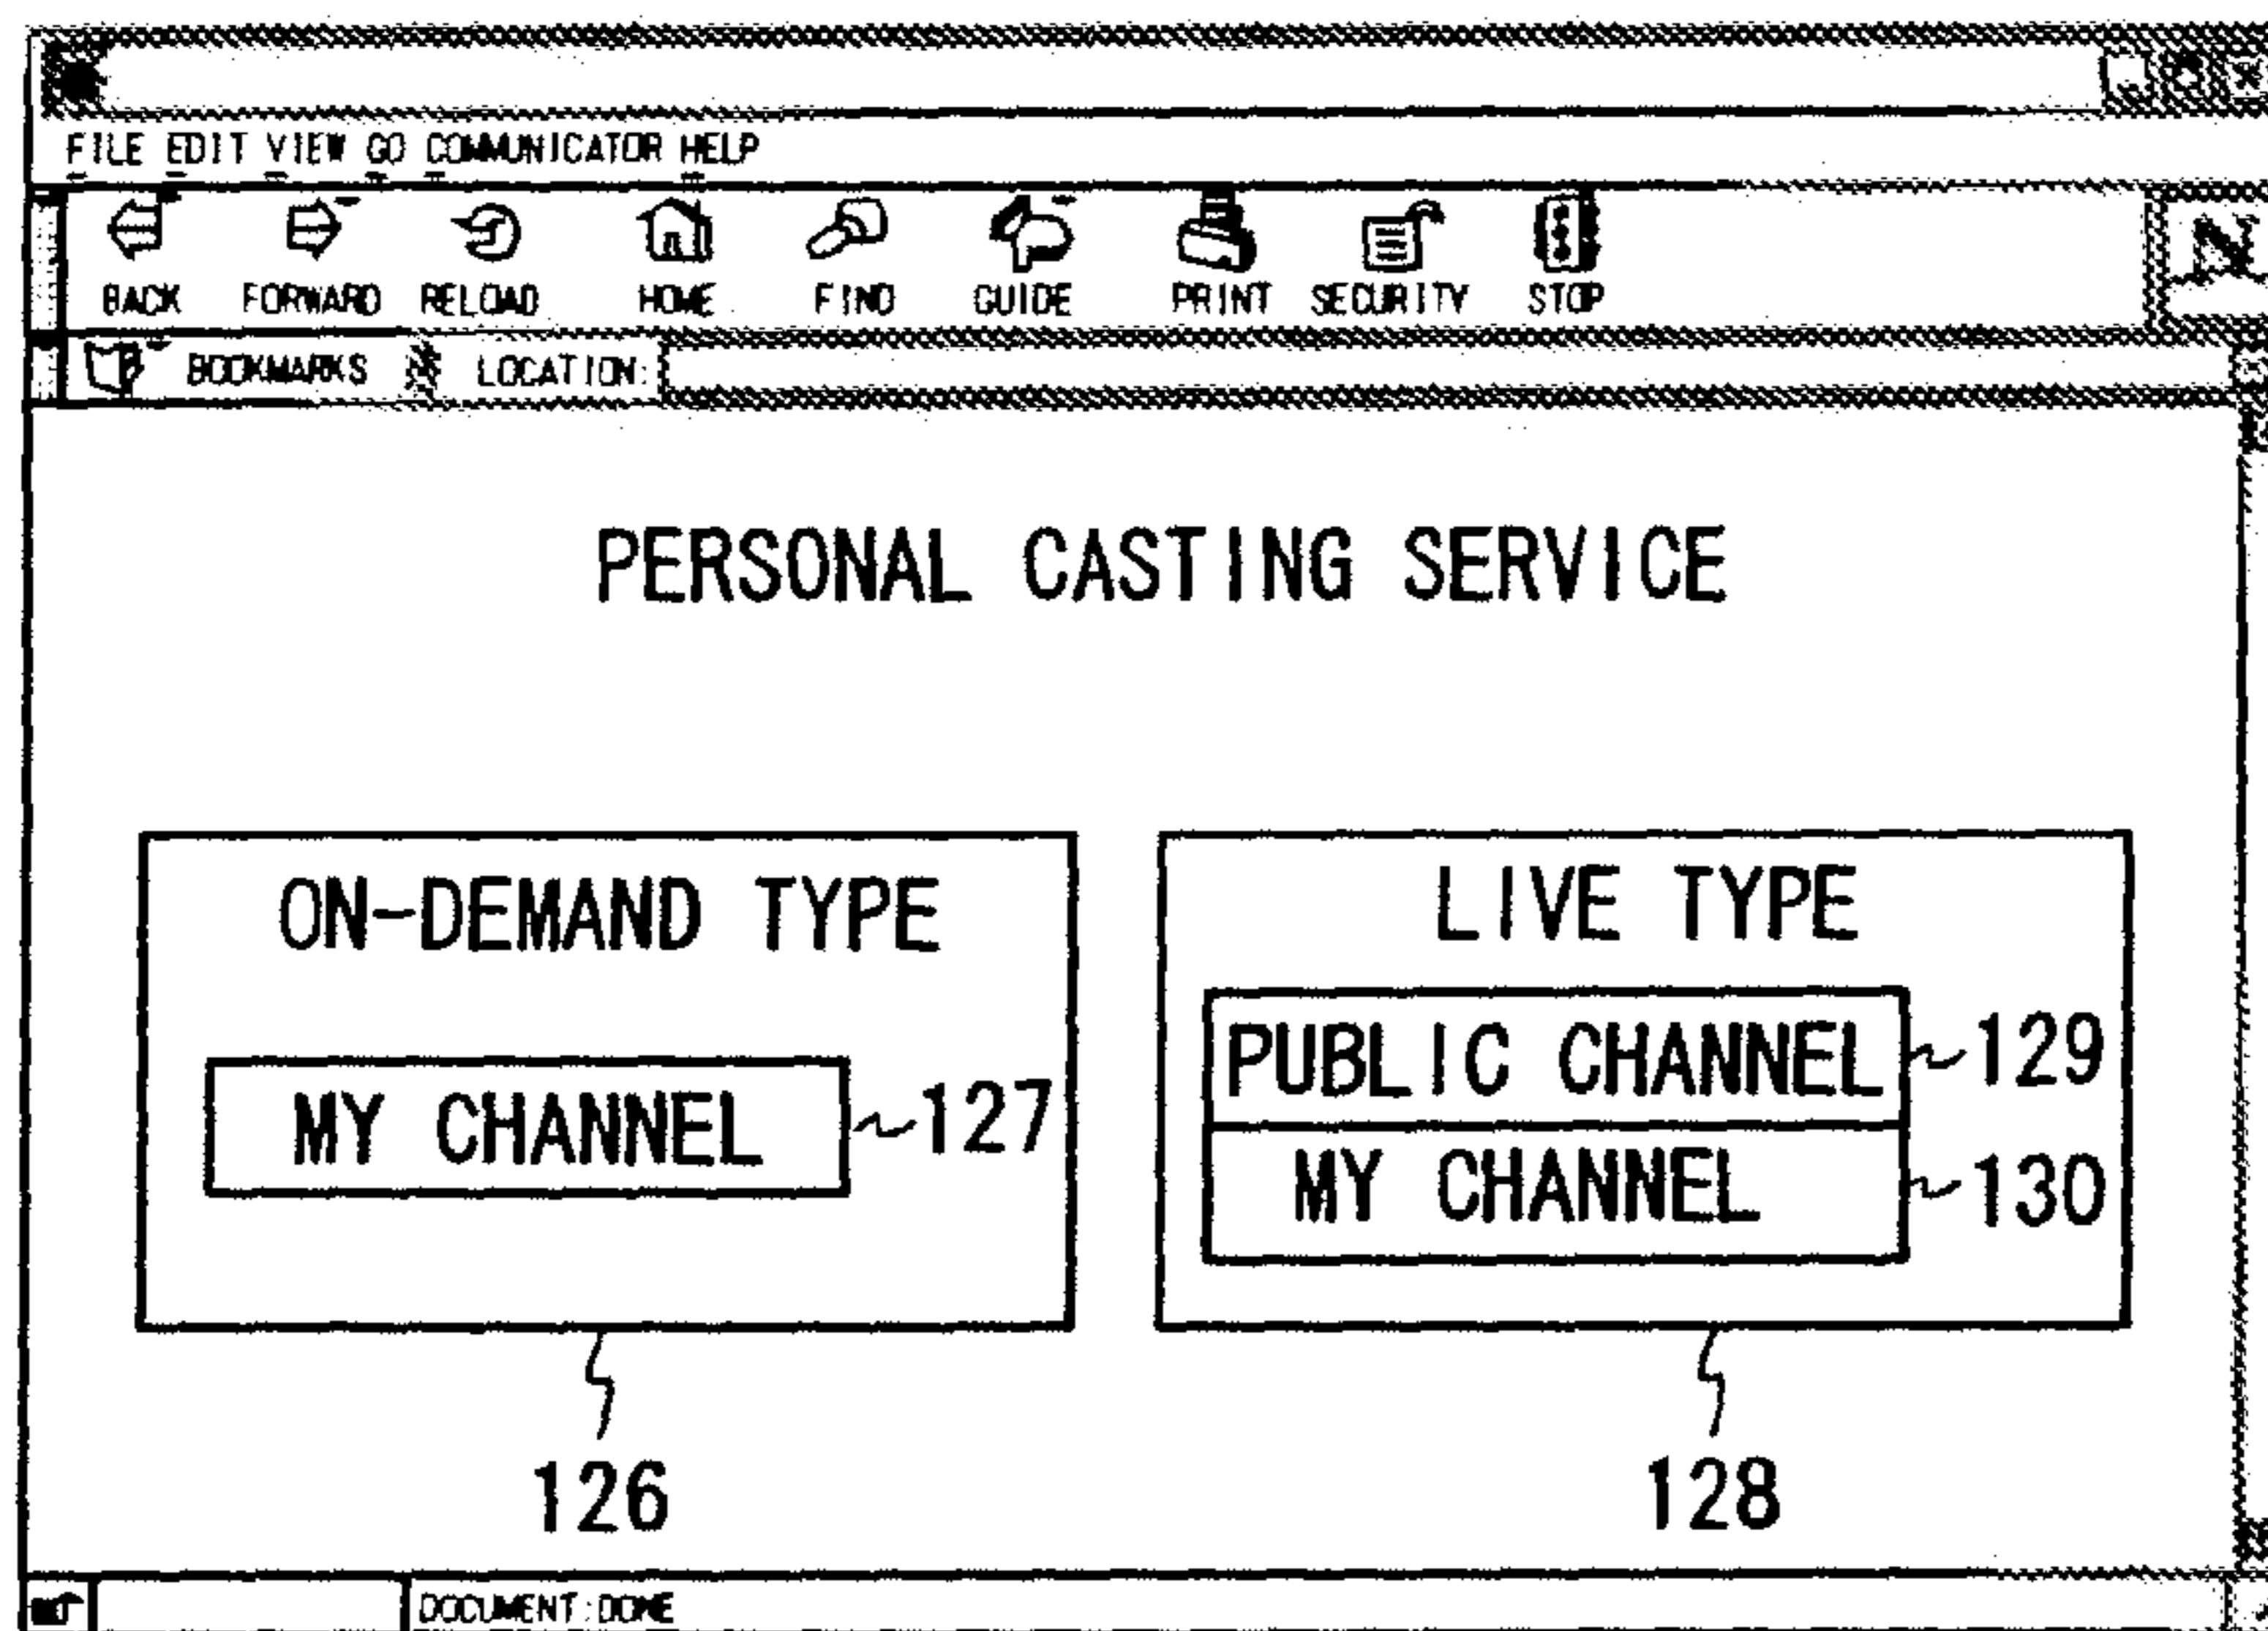 FILE EDIT VIEW GO COMMUNICATOR HELP
BACK FORWARD RELOAD HOME FIND GUIDE PRINT SECURITY STOP
N
BOOKMARKS LOCATION:
PERSONAL CASTING SERVICE
ON-DEMAND TYPE
MY CHANNEL 127
126
LIVE TYPE
PUBLIC CHANNEL 129
MY CHANNEL 130
128
DOCUMENT:DONE